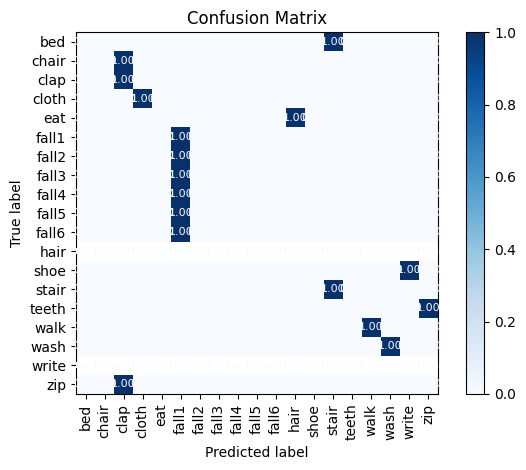 Confusion Matrix
bed 1.00
chair 1.00
clap 1.00
cloth 1.00
eat 1.00
fall1 1.00
fall2 1.00
fall3 1.00
fall4 1.00
fall5 1.00
fall6 1.00
hair
shoe 1.00
stair 1.00
teeth 1.00
walk 1.00
wash 1.00
write
zip 1.00
True label
bed chair clap cloth eat fall1 fall2 fall3 fall4 fall5 fall6 hair shoe stair teeth walk wash write zip
Predicted label
1.0
0.8
0.6
0.4
0.2
0.0